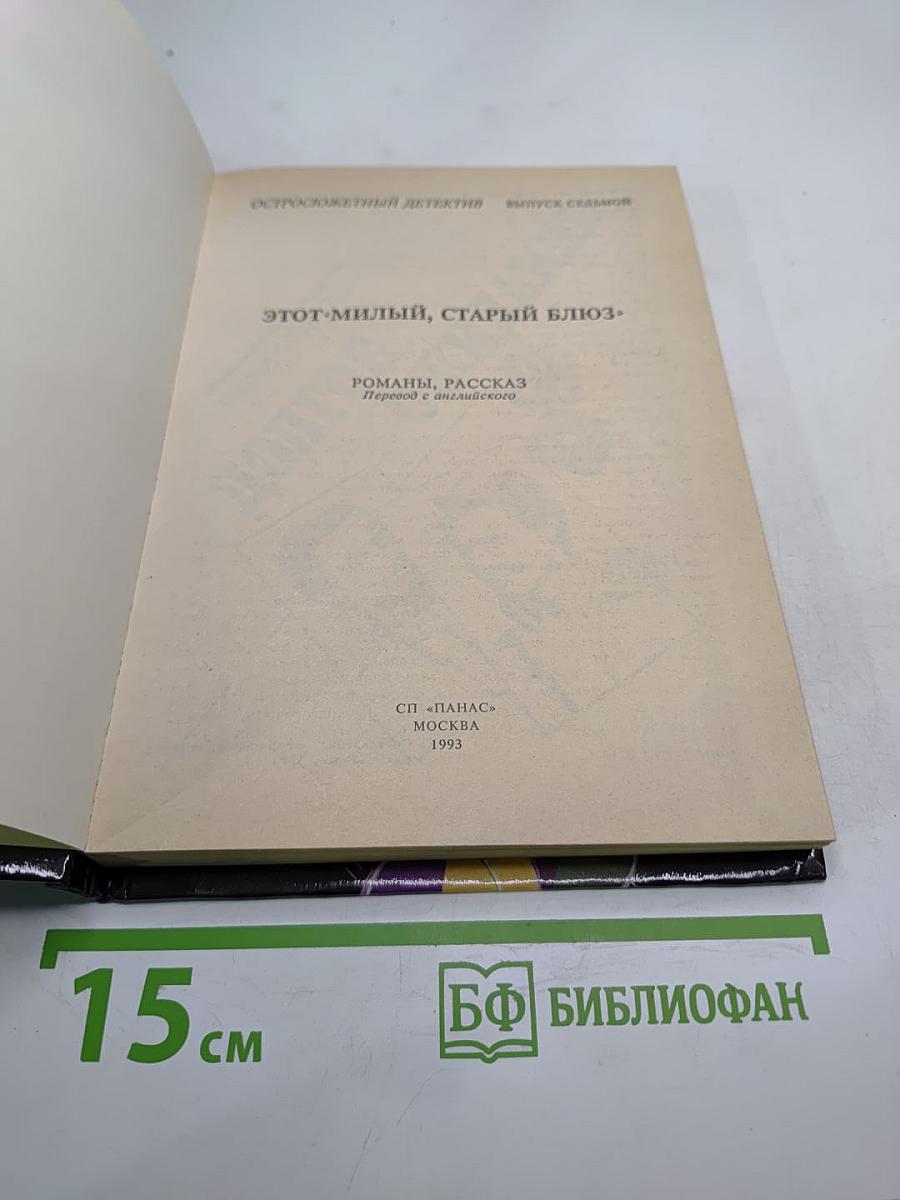 ОСТРОСЮЖЕТНЫЙ ДЕТЕКТИВ ВЫПУСК СЕДЬМОЙ
ЭТОТ «МИЛЫЙ, СТАРЫЙ БЛЮЗ»
РОМАНЫ, РАССКАЗ
Перевод с английского
СП «ПАНАС»
МОСКВА
1993
15 см
БФ БИБЛИОФАН